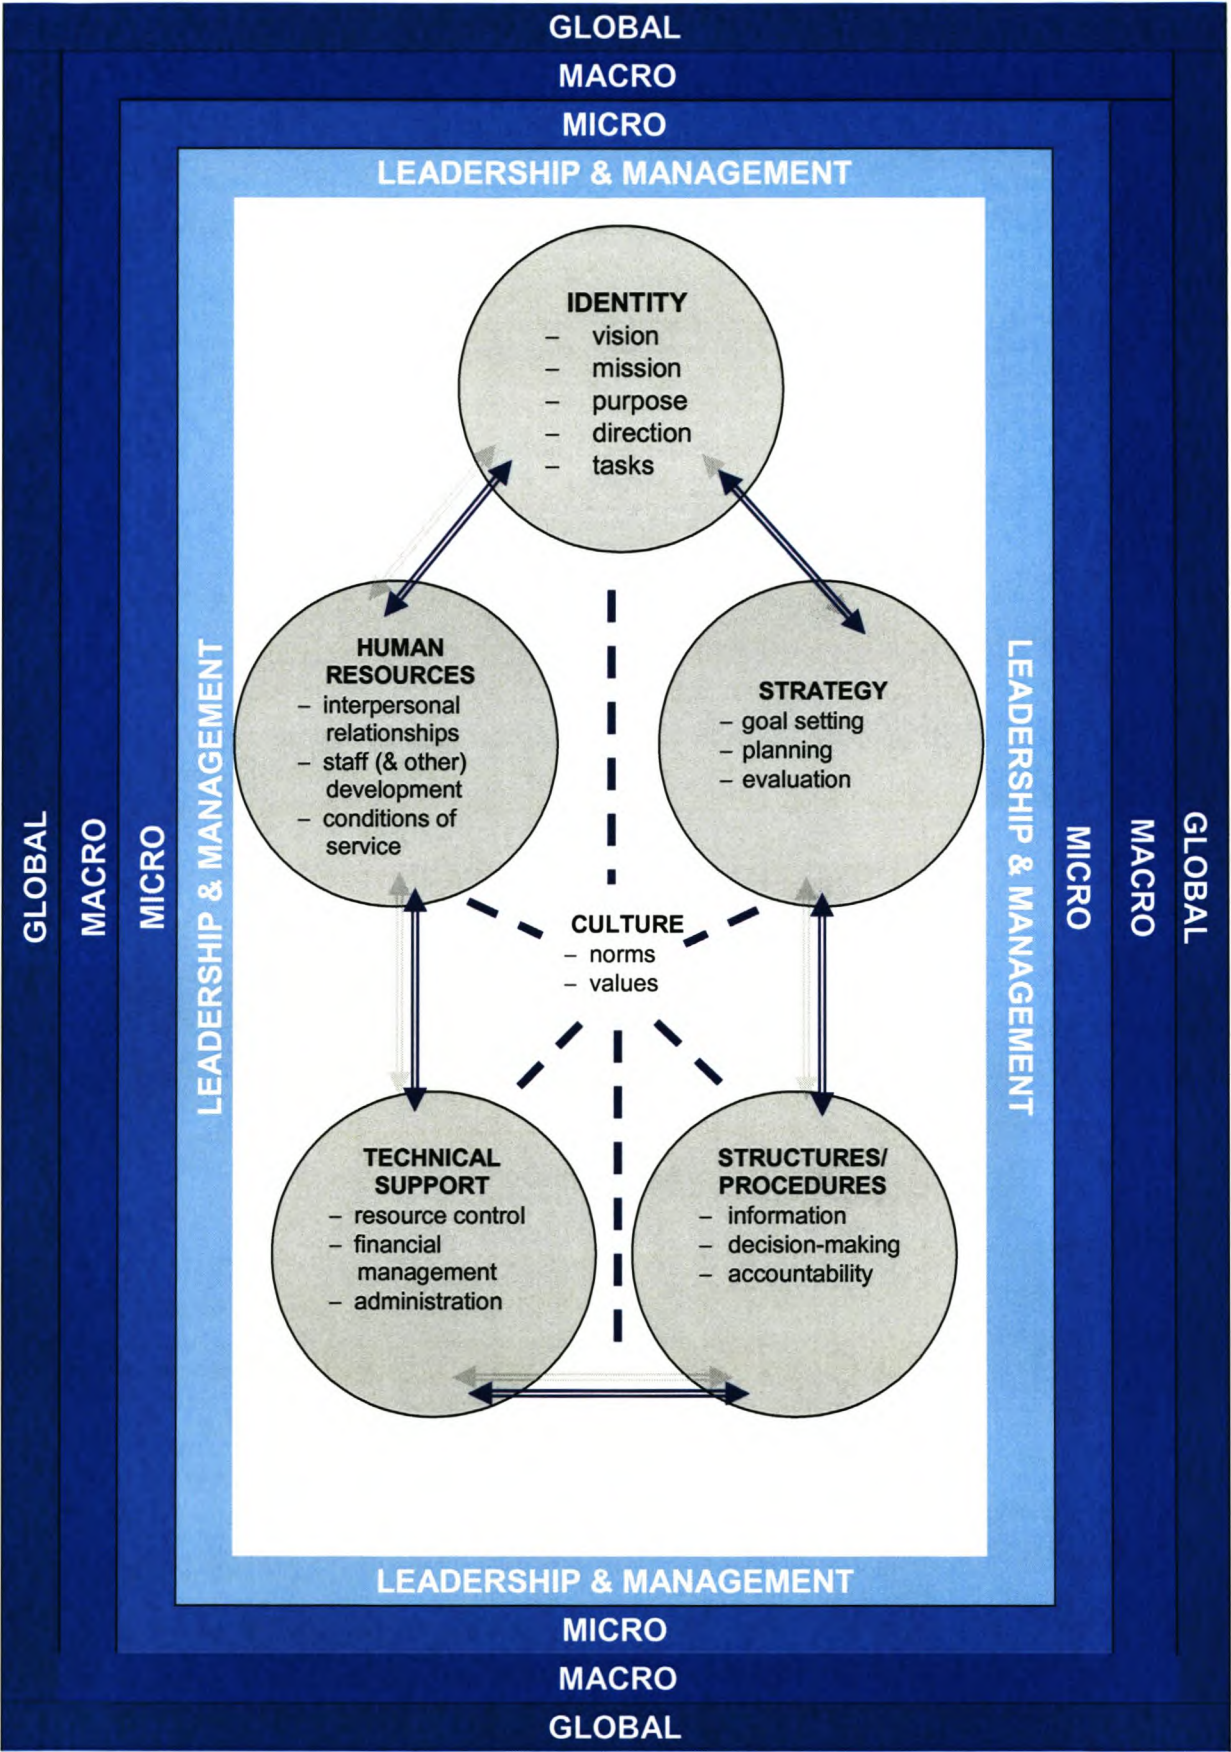 GLOBAL
MACRO
MICRO
LEADERSHIP & MANAGEMENT
IDENTITY
– vision
– mission
– purpose
– direction
– tasks
HUMAN
RESOURCES
– interpersonal
relationships
– staff (& other)
development
– conditions of
service
STRATEGY
– goal setting
– planning
– evaluation
CULTURE
– norms
– values
TECHNICAL
SUPPORT
– resource control
– financial
management
– administration
STRUCTURES/
PROCEDURES
– information
– decision-making
– accountability
GLOBAL
MACRO
MICRO
LEADERSHIP & MANAGEMENT
LEADERSHIP & MANAGEMENT
MICRO
MACRO
GLOBAL
LEADERSHIP & MANAGEMENT
MICRO
MACRO
GLOBAL